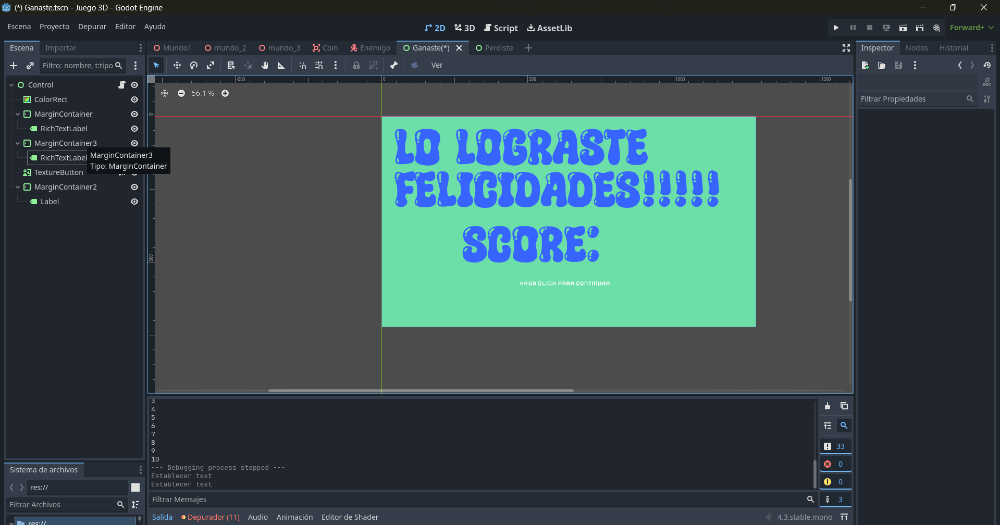 (*) Ganaste.tscn - Juego 3D - Godot Engine
Escena Proyecto Depurar Editor Ayuda
2D 3D Script AssetLib
Forward+
Escena Importar
Mundo1 mundo_2 mundo_3 Coin Enemigo Ganaste(*) Perdiste
Inspector Nodos Historial
Filtro: nombre, t:tipo
Ver
Filtrar Propiedades
-500 0 500 1000 1500
0
500
56.1 %
Control
ColorRect
MarginContainer
RichTextLabel
MarginContainer3
RichTextLabel
MarginContainer3
Tipo: MarginContainer
TextureButton
MarginContainer2
Label
LO LOGRASTE
FELICIDADES!!!!!
SCORE:
HAGA CLICK PARA CONTINUAR
3
4
5
6
7
8
9
10
--- Debugging process stopped ---
Establecer text
Establecer text
33
0
0
3
Filtrar Mensajes
Salida Depurador (11) Audio Animación Editor de Shader
4.3.stable.mono
Sistema de archivos
res://
Filtrar Archivos
res://